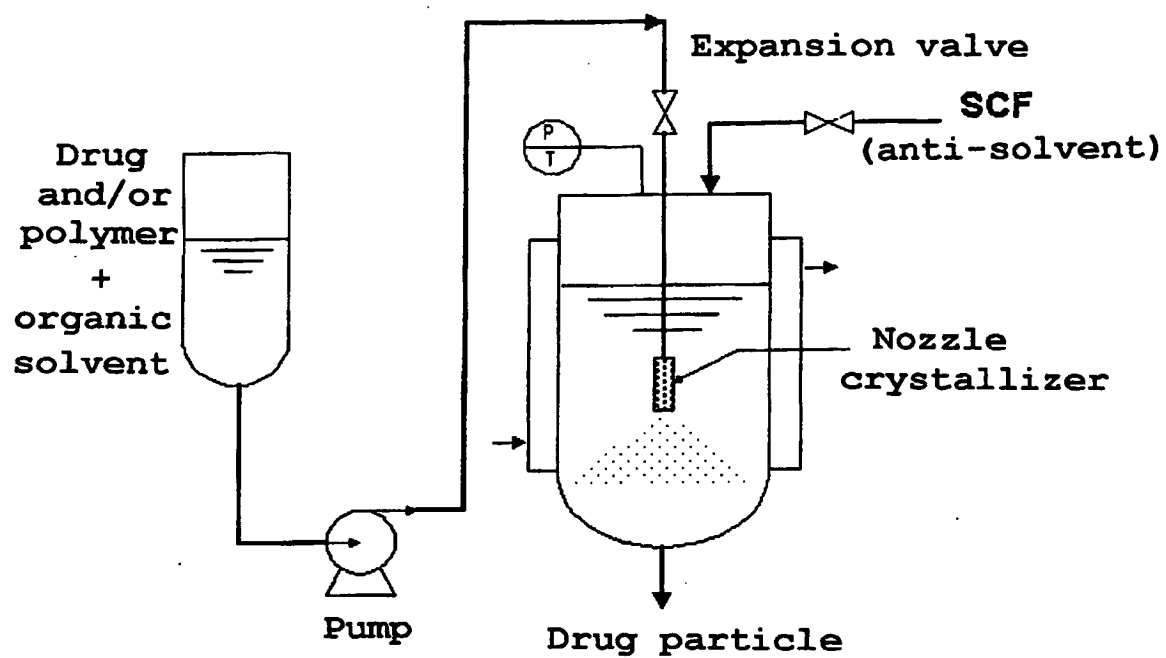 Expansion valve
SCF
(anti-solvent)
P
T
Drug
and/or
polymer
+
organic
solvent
Nozzle
crystallizer
Pump
Drug particle